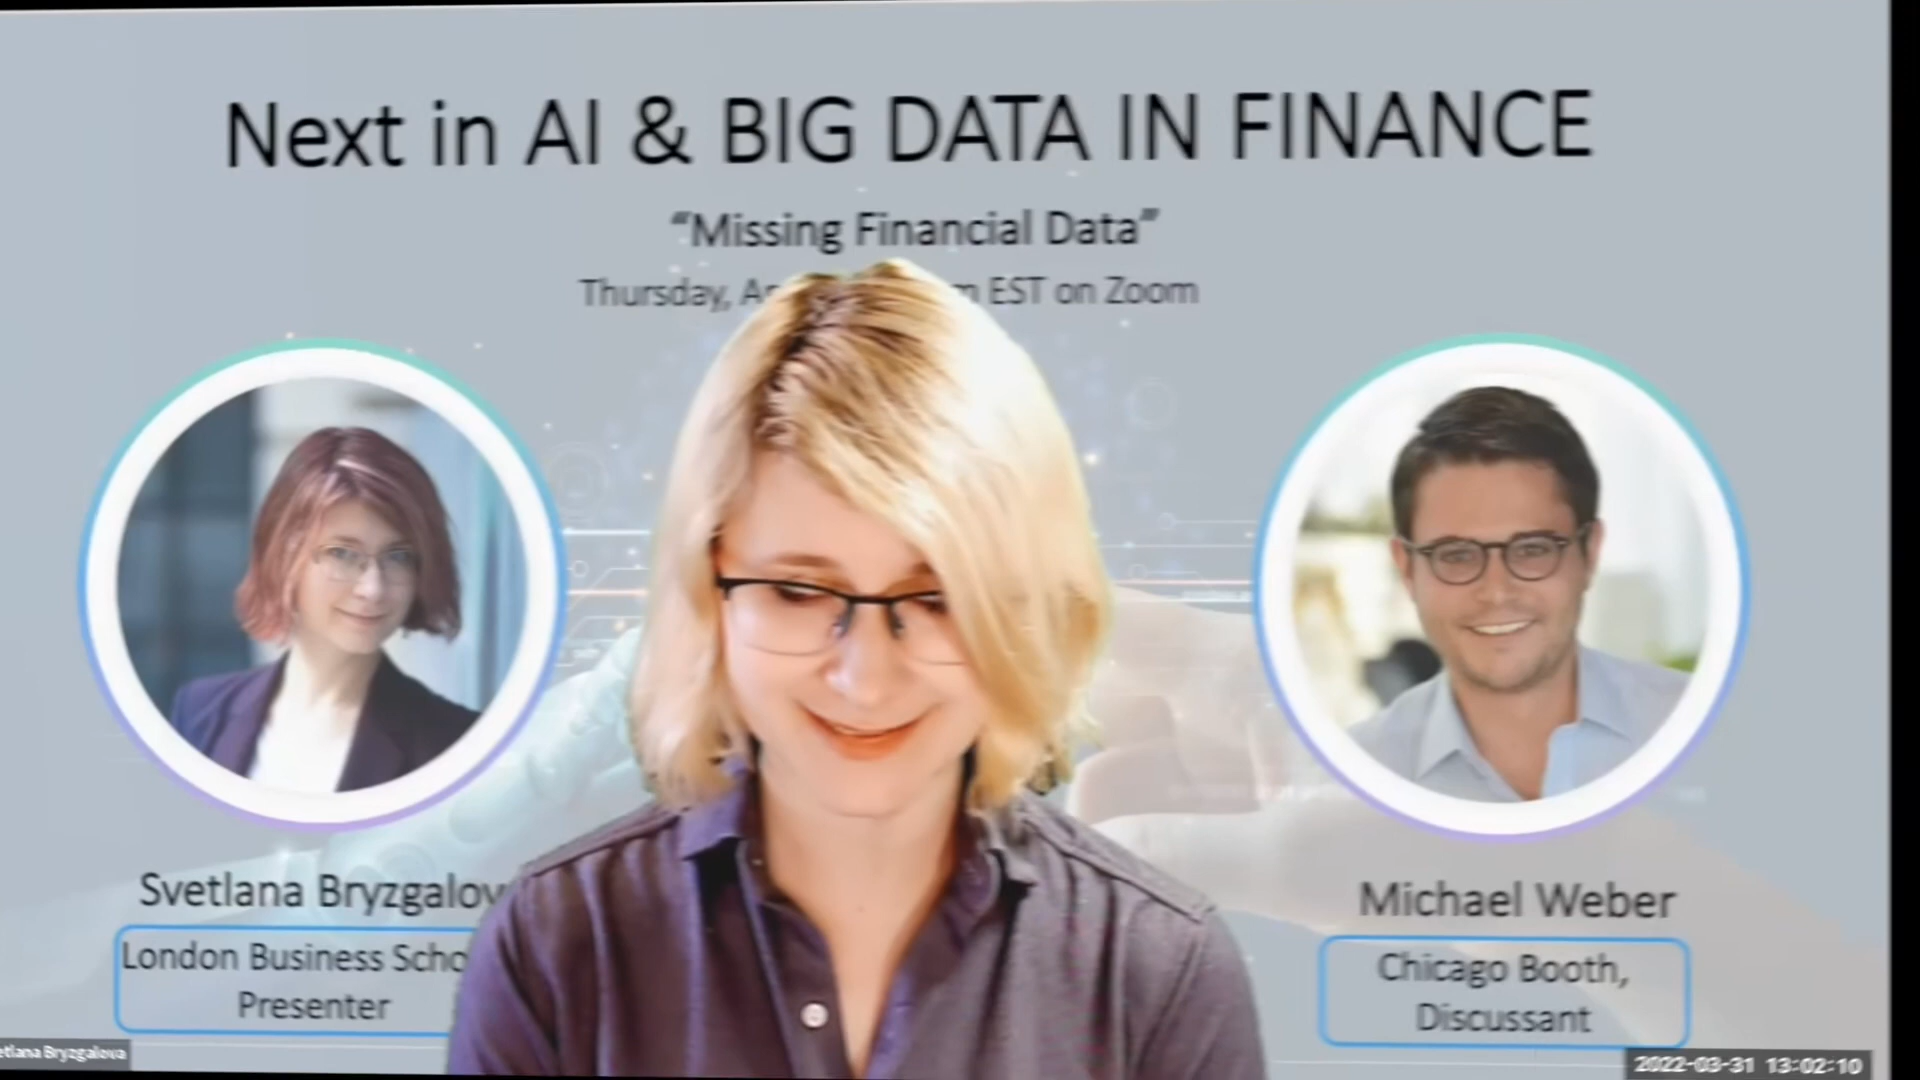 Next in AI & BIG DATA IN FINANCE
“Missing Financial Data”
Thursday, EST on Zoom
Svetlana Bryzgalov
London Business Scho
Presenter
Michael Weber
Chicago Booth,
Discussant
etlana Bryzgalova
2022-03-31 13:02:10